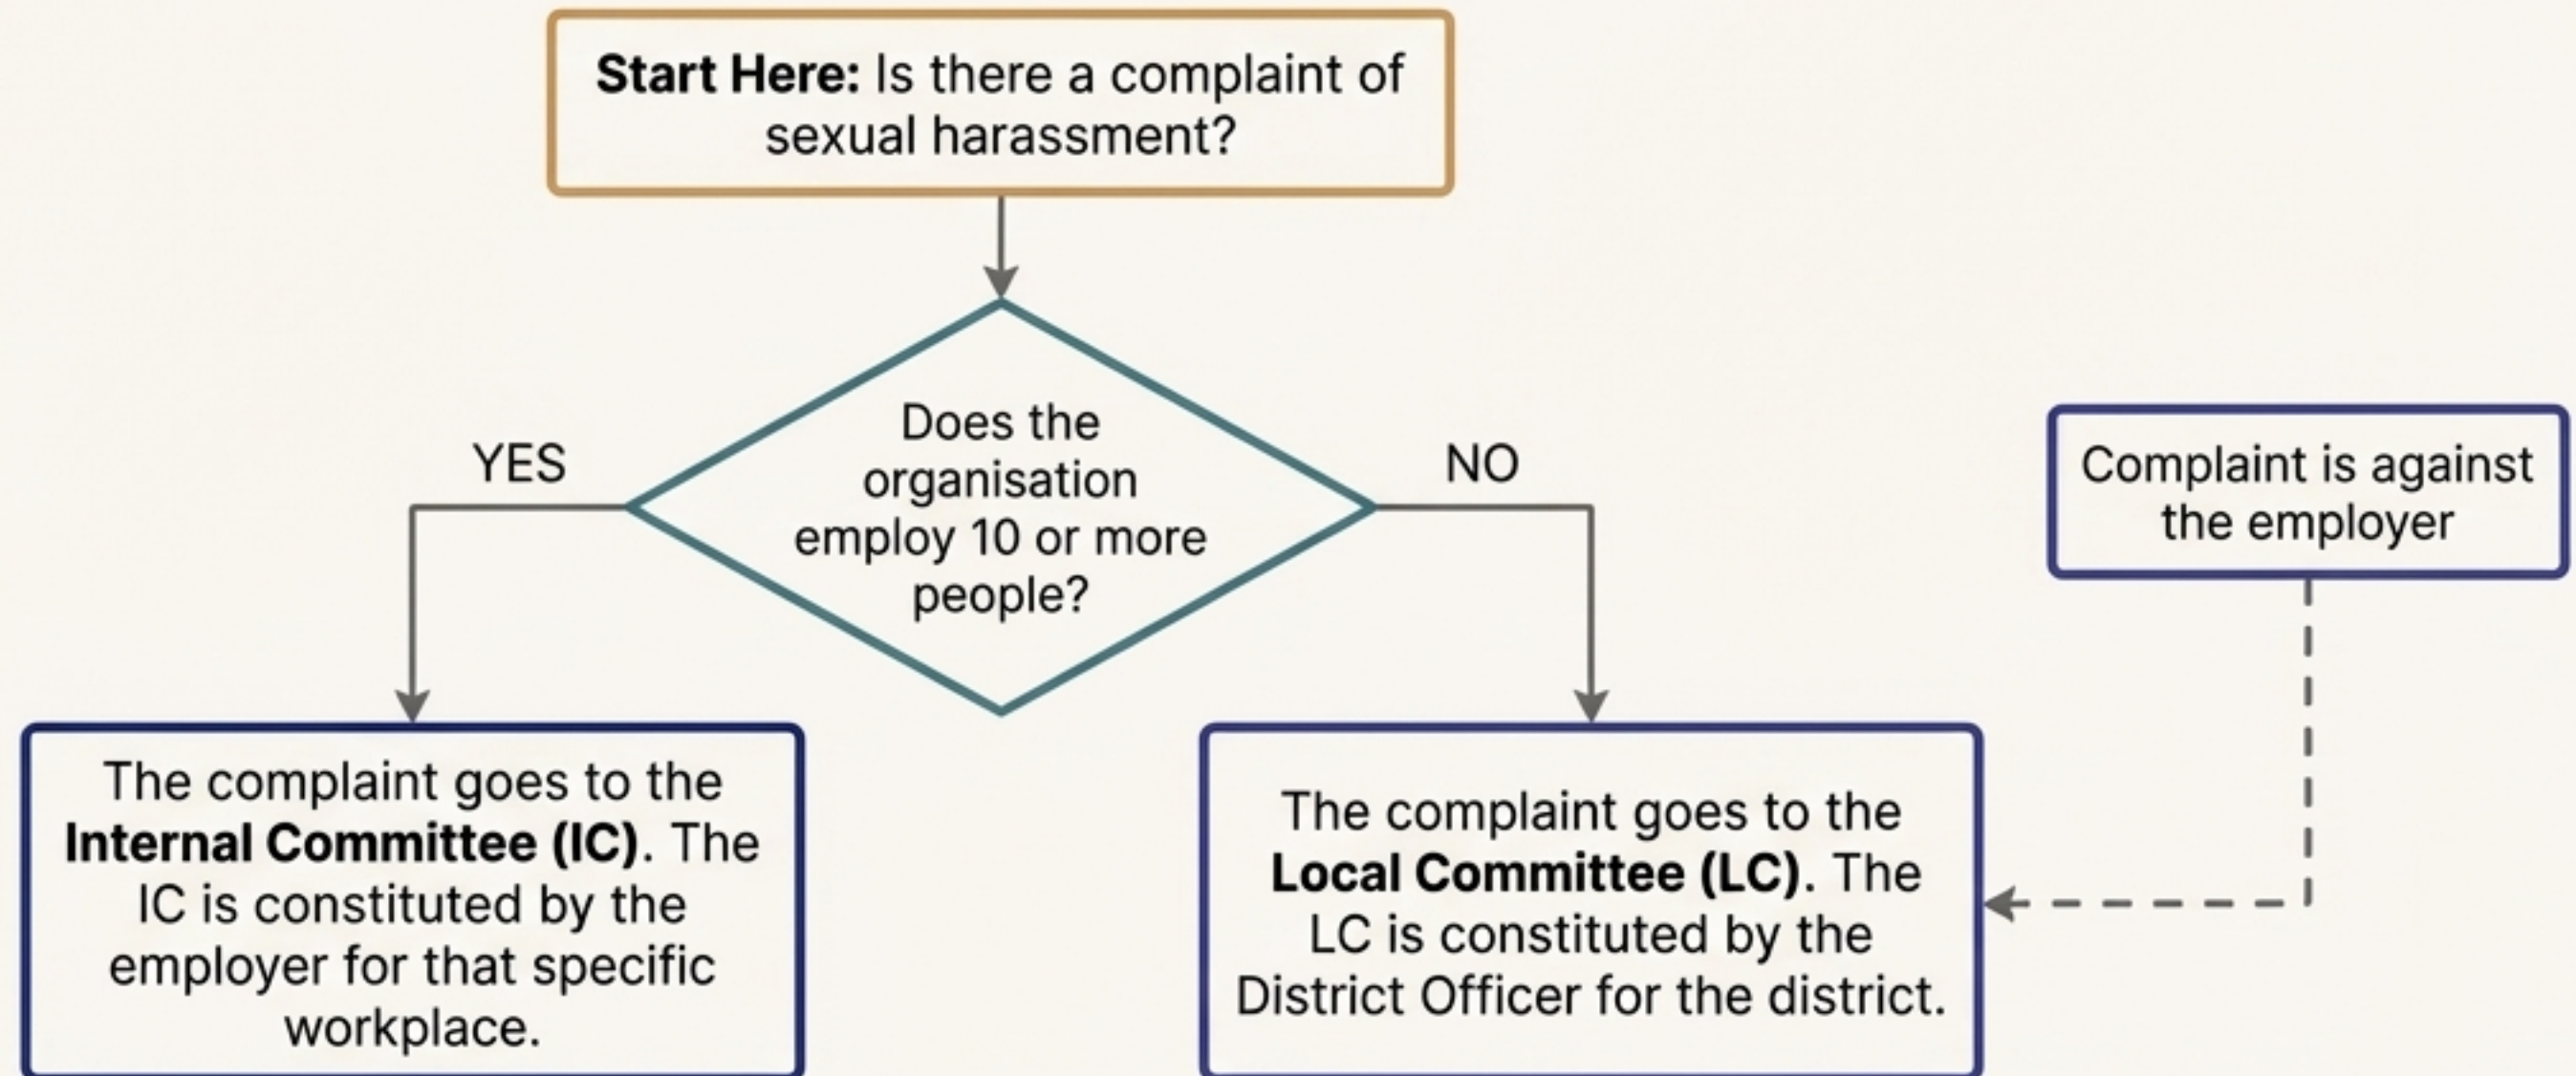 Start Here: Is there a complaint of
sexual harassment?
Does the
organisation
employ 10 or more
people?
YES
NO
Complaint is against
the employer
The complaint goes to the
Internal Committee (IC). The
IC is constituted by the
employer for that specific
workplace.
The complaint goes to the
Local Committee (LC). The
LC is constituted by the
District Officer for the district.